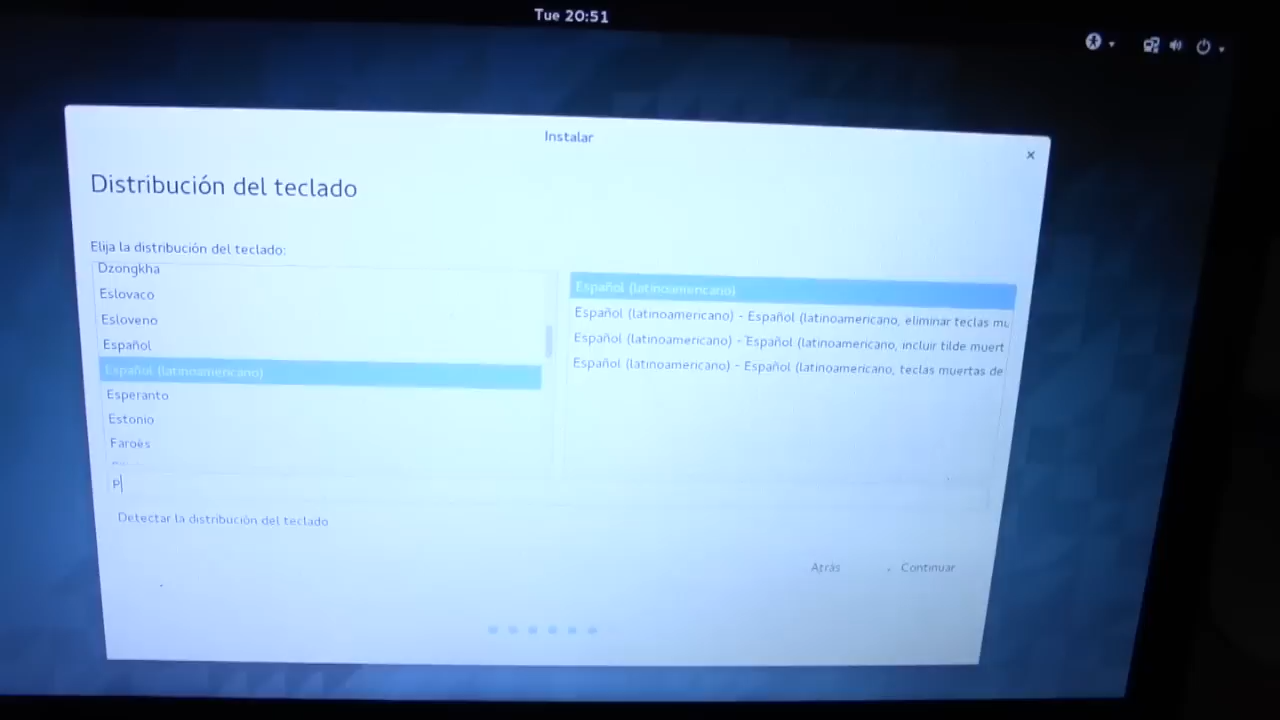 Tue 20:51
Instalar
Distribución del teclado
Elija la distribución del teclado:
Dzongkha
Eslovaco
Esloveno
Español
Español (latinoamericano)
Esperanto
Estonio
Faroés
Español (latinoamericano)
Español (latinoamericano) - Español (latinoamericano, eliminar teclas mu
Español (latinoamericano) - Español (latinoamericano, incluir tilde muert
Español (latinoamericano) - Español (latinoamericano, teclas muertas de
p
Detectar la distribución del teclado
Atrás
Continuar